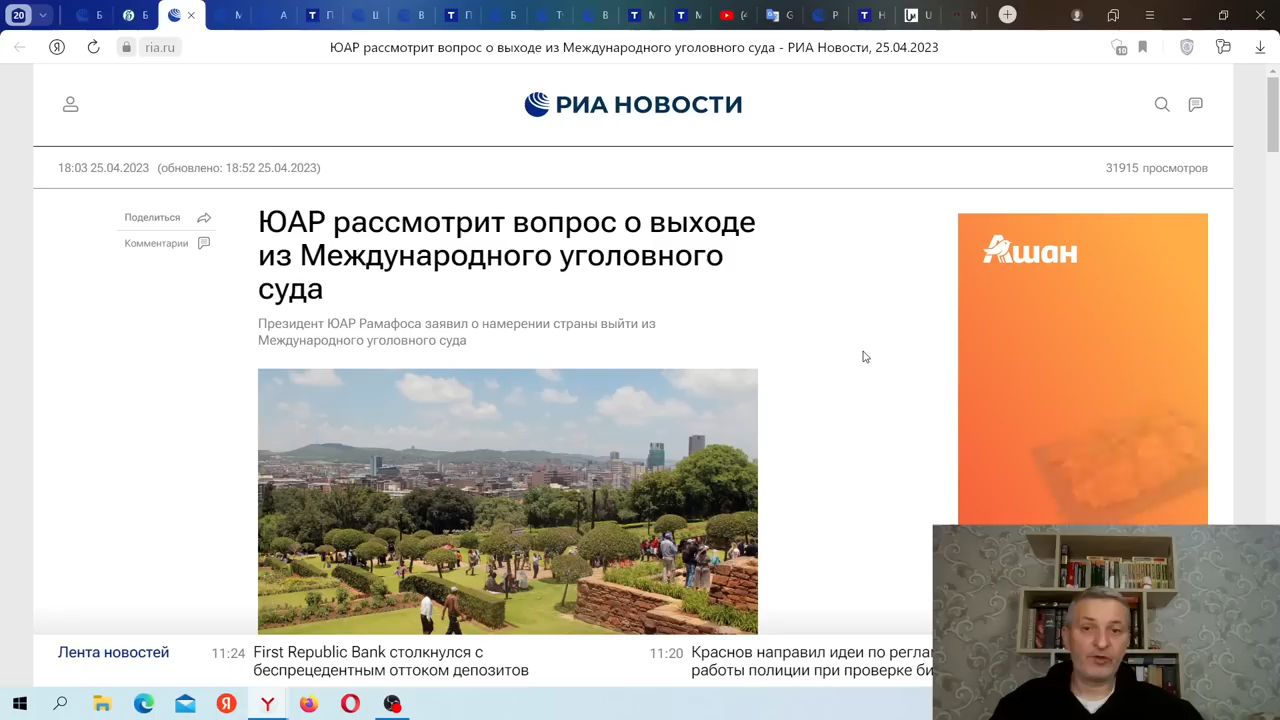 20
Б
Б
М
А
П
Ш
В
П
Б
Т
В
М
М
(4
G
Р
Н
U
М
ria.ru
ЮАР рассмотрит вопрос о выходе из Международного уголовного суда - РИА Новости, 25.04.2023
10
РИА НОВОСТИ
18:03 25.04.2023 (обновлено: 18:52 25.04.2023)
31915 просмотров
Поделиться
Комментарии
ЮАР рассмотрит вопрос о выходе
из Международного уголовного
суда
Президент ЮАР Рамафоса заявил о намерении страны выйти из
Международного уголовного суда
Ашан
Лента новостей
11:24
First Republic Bank столкнулся с
беспрецедентным оттоком депозитов
11:20
Краснов направил идеи по
работы полиции при проверке